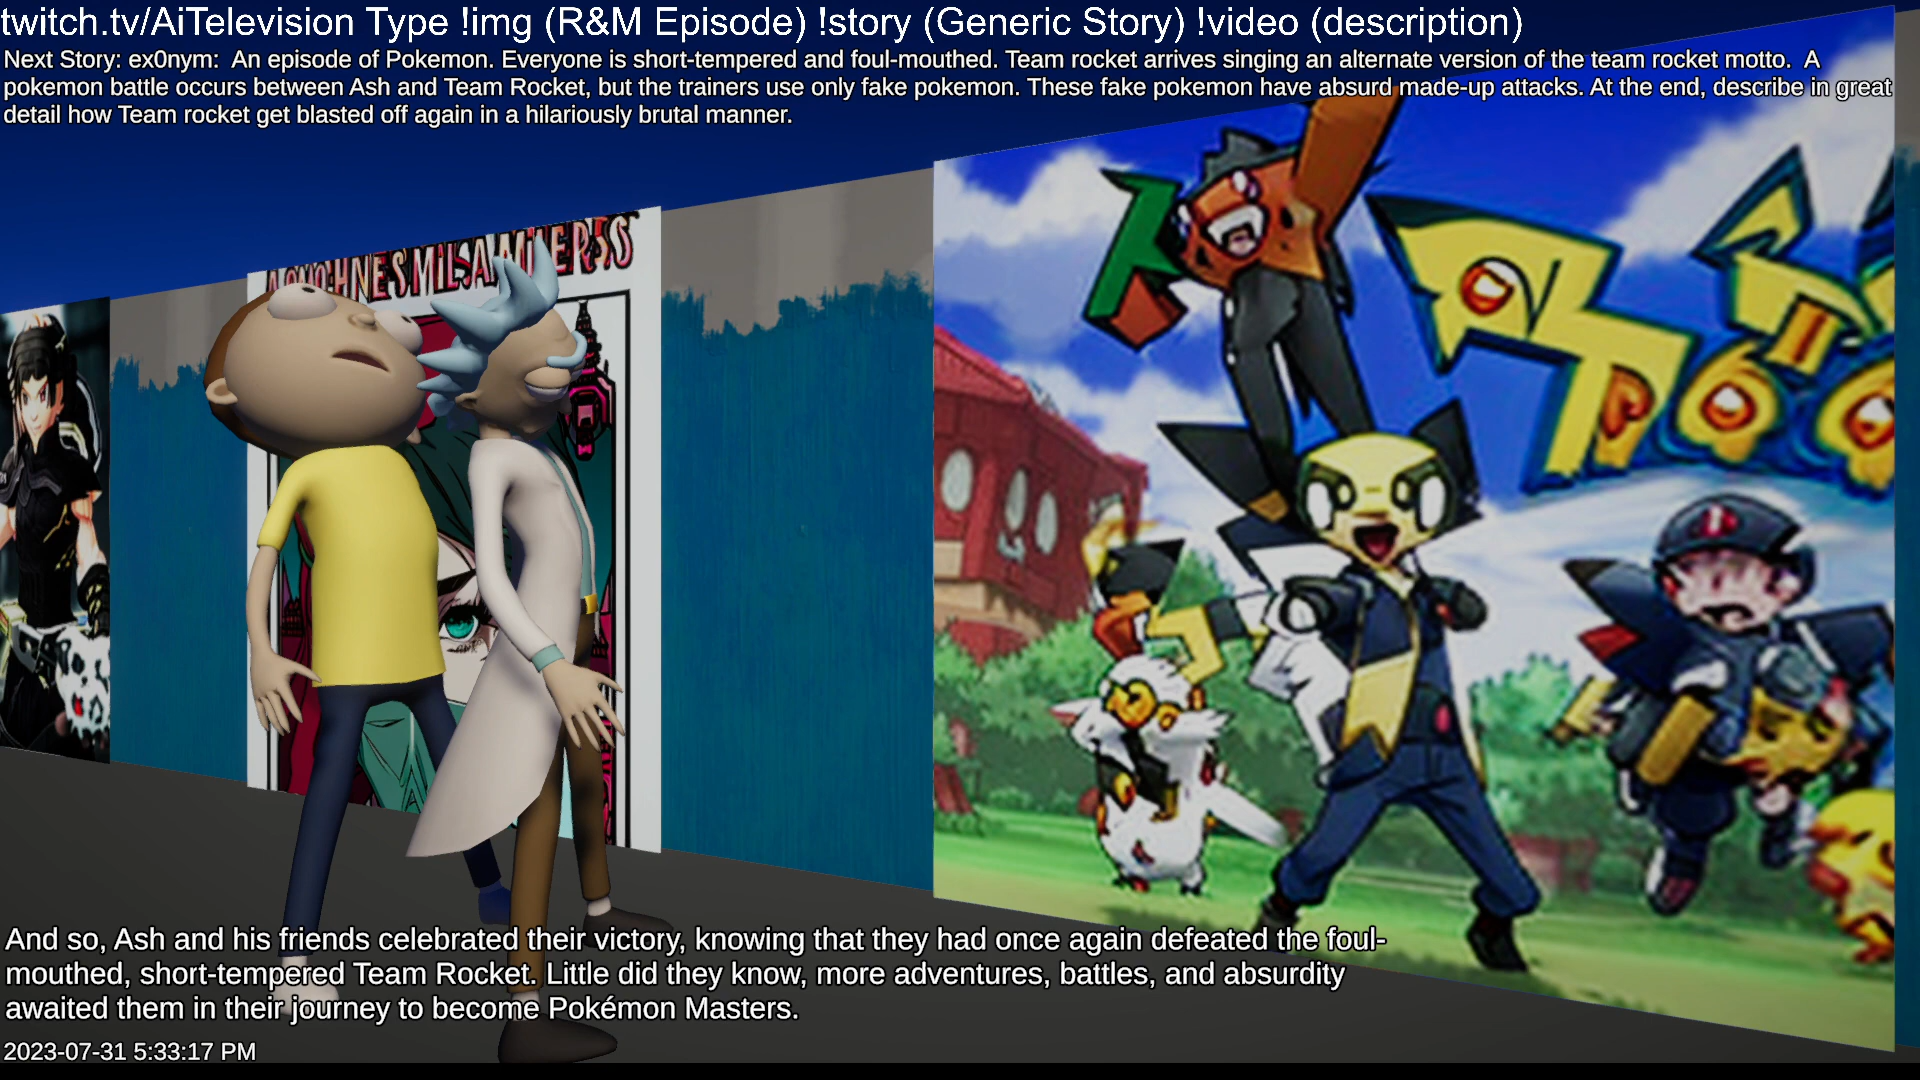 twitch.tv/AiTelevision Type !img (R&M Episode) !story (Generic Story) !video (description)
Next Story: ex0nym:  An episode of Pokemon. Everyone is short-tempered and foul-mouthed. Team rocket arrives singing an alternate version of the team rocket motto.  A
pokemon battle occurs between Ash and Team Rocket, but the trainers use only fake pokemon. These fake pokemon have absurd made-up attacks. At the end, describe in great
detail how Team rocket get blasted off again in a hilariously brutal manner.
And so, Ash and his friends celebrated their victory, knowing that they had once again defeated the foul-
mouthed, short-tempered Team Rocket. Little did they know, more adventures, battles, and absurdity
awaited them in their journey to become Pokémon Masters.
2023-07-31 5:33:17 PM